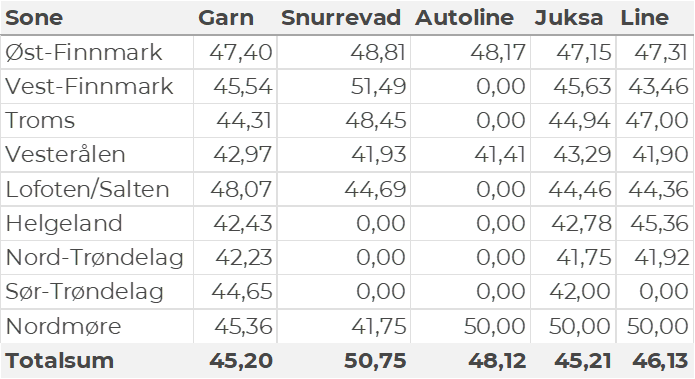 Sone Garn Snurrevad Autoline Juksa Line
Øst-Finnmark 47,40 48,81 48,17 47,15 47,31
Vest-Finnmark 45,54 51,49 0,00 45,63 43,46
Troms 44,31 48,45 0,00 44,94 47,00
Vesterålen 42,97 41,93 41,41 43,29 41,90
Lofoten/Salten 48,07 44,69 0,00 44,46 44,36
Helgeland 42,43 0,00 0,00 42,78 45,36
Nord-Trøndelag 42,23 0,00 0,00 41,75 41,92
Sør-Trøndelag 44,65 0,00 0,00 42,00 0,00
Nordmøre 45,36 41,75 50,00 50,00 50,00
Totalsum 45,20 50,75 48,12 45,21 46,13